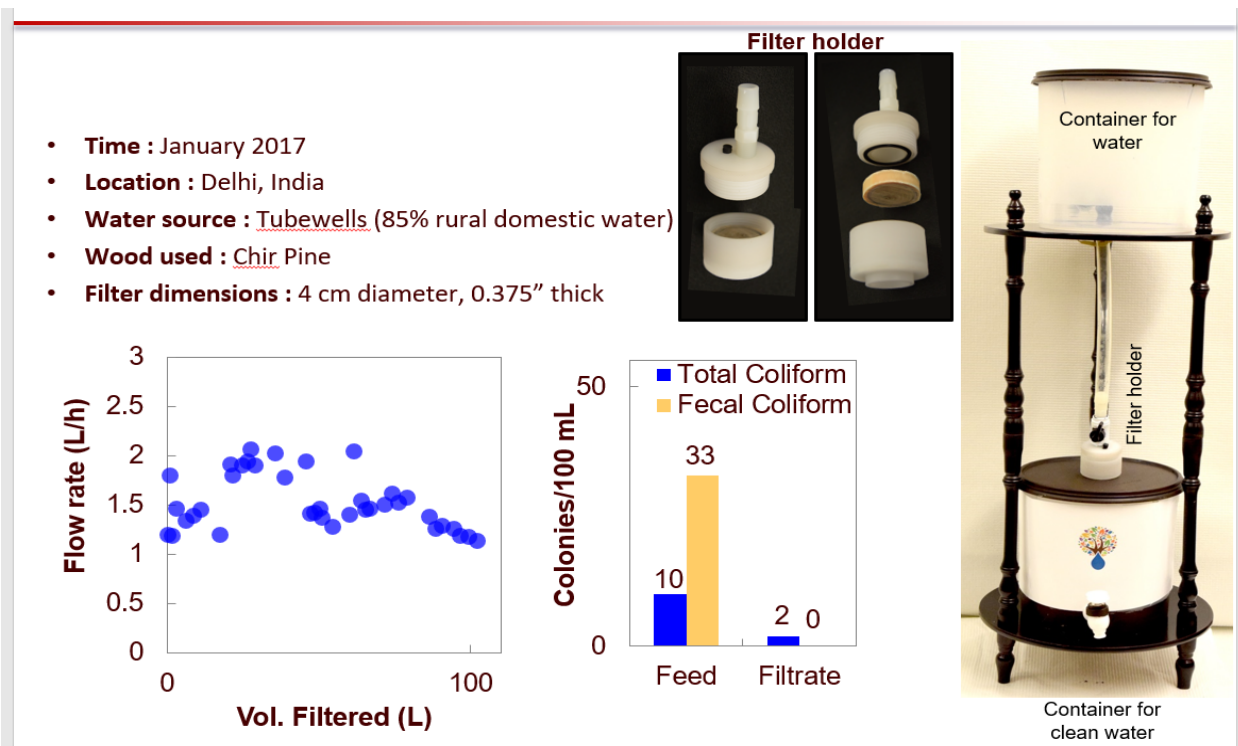 Filter holder
• Time : January 2017
• Location : Delhi, India
• Water source : Tubewells (85% rural domestic water)
• Wood used : Chir Pine
• Filter dimensions : 4 cm diameter, 0.375” thick
Container for
water
Filter holder
Container for
clean water
Flow rate (L/h)
3
2.5
2
1.5
1
0.5
0
0 100
Vol. Filtered (L)
Colonies/100 mL
50
0
Total Coliform
Fecal Coliform
10
33
2
0
Feed Filtrate